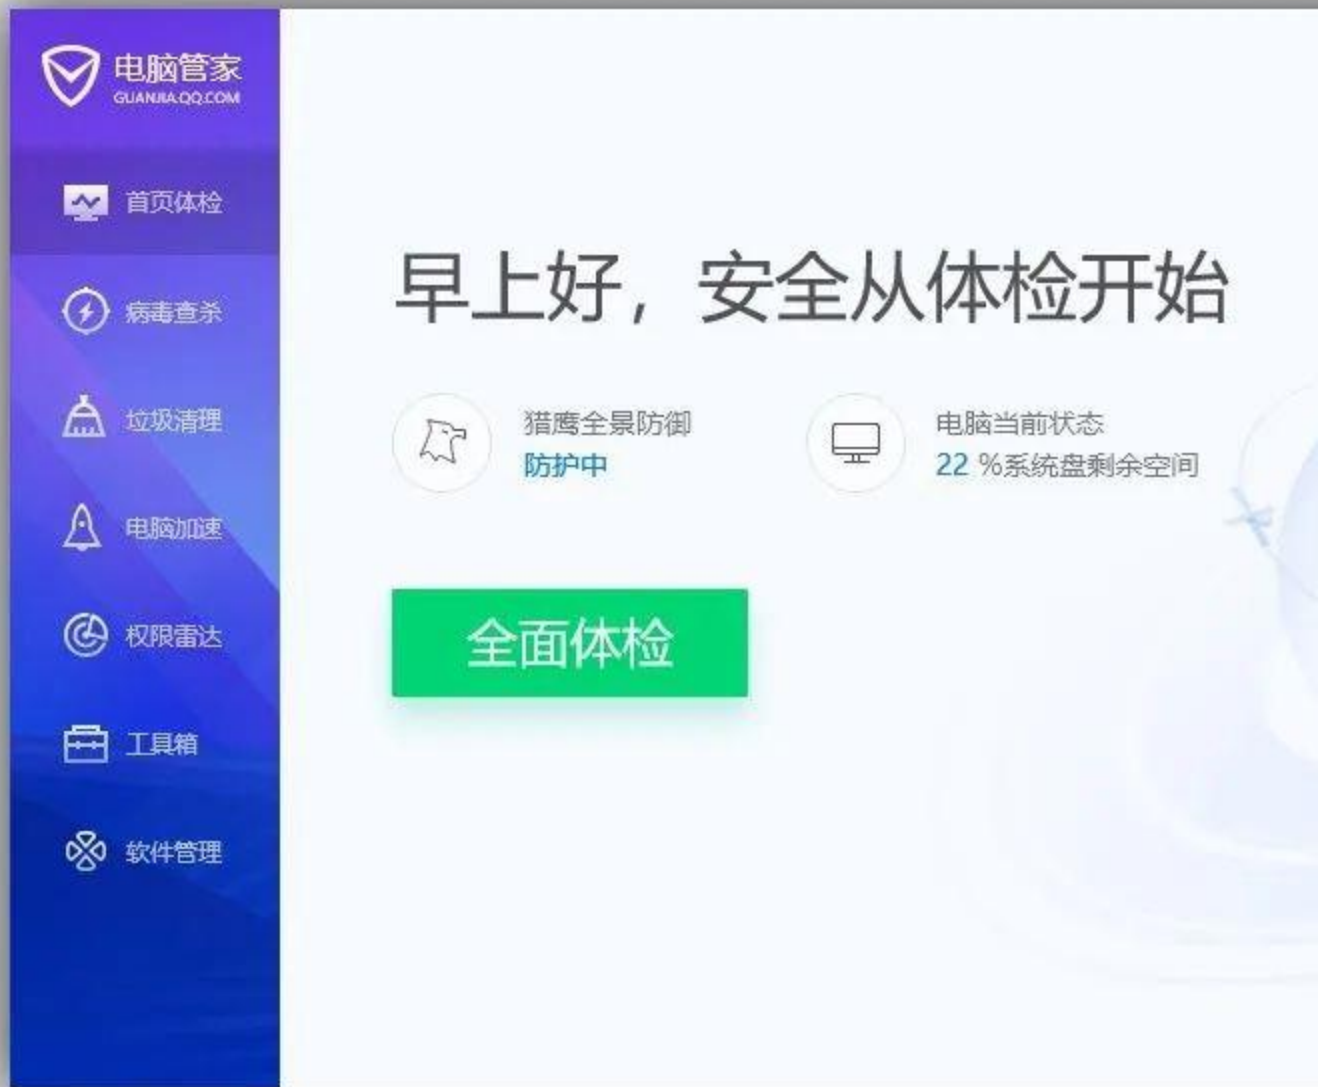 电脑管家
GUANJIA.QQ.COM
首页体检
病毒查杀
垃圾清理
电脑加速
权限雷达
工具箱
软件管理
早上好，安全从体检开始
猎鹰全景防御
防护中
电脑当前状态
22 %系统盘剩余空间
全面体检